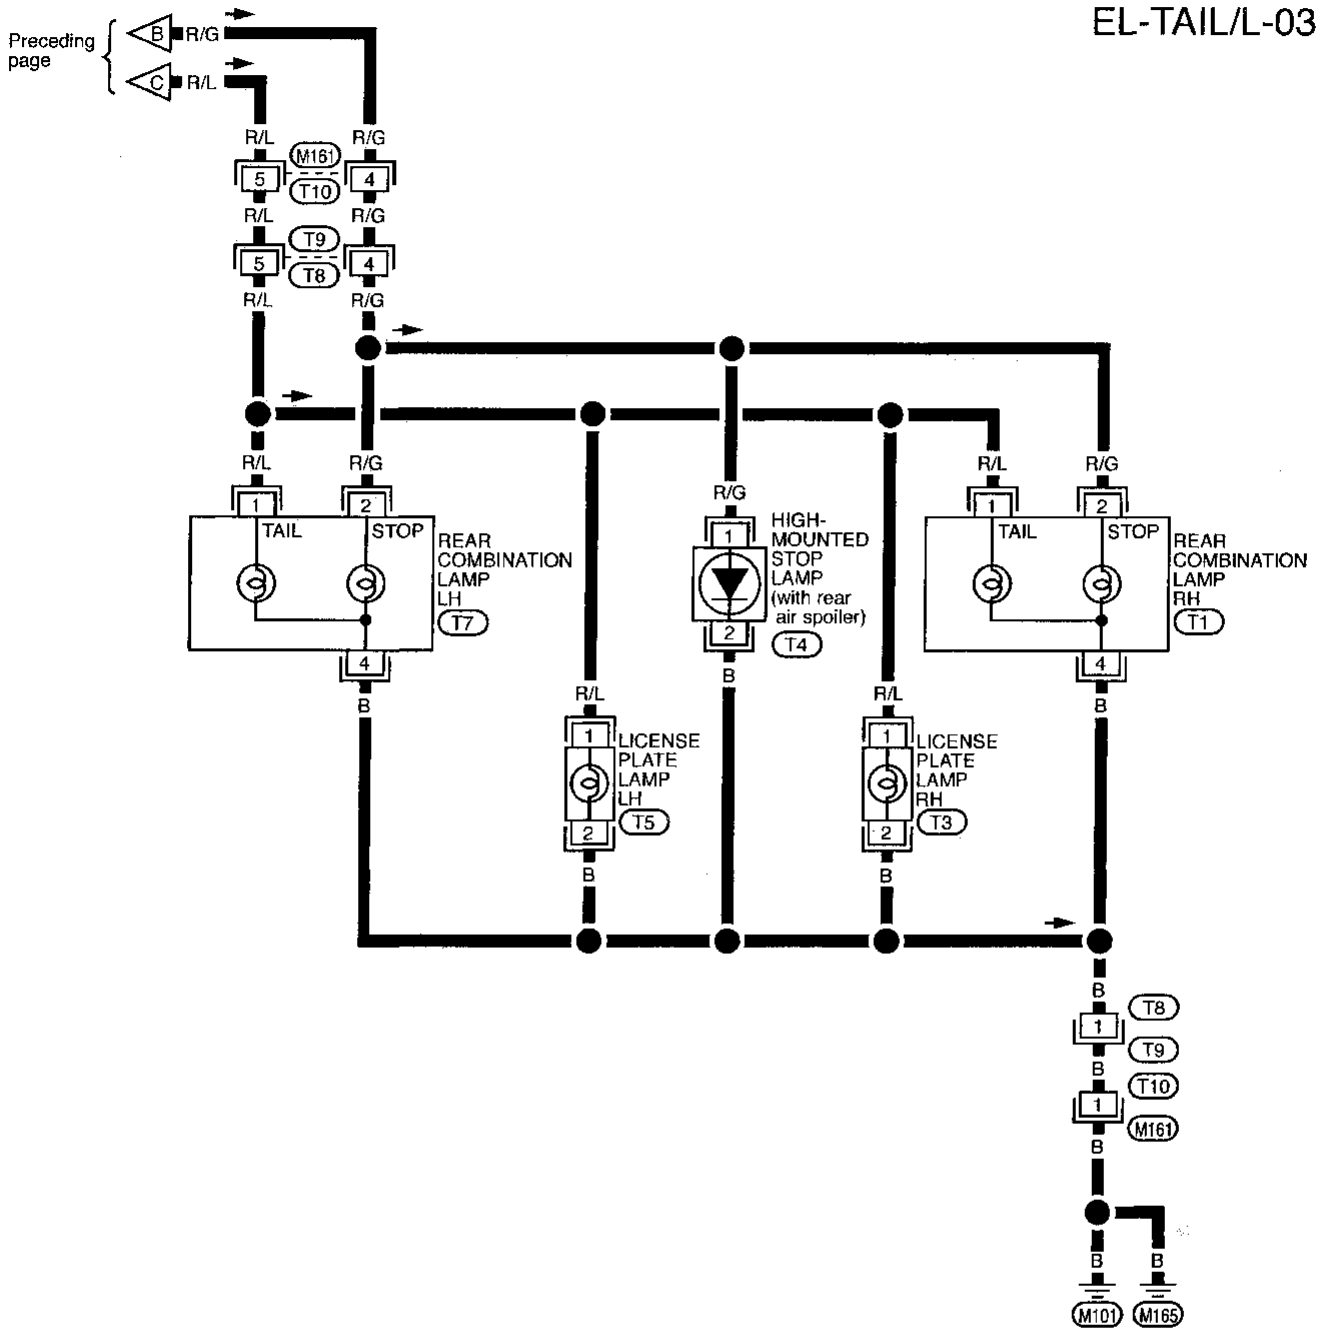 EL-TAIL/L-03
Preceding
page
B R/G
C R/L
R/L R/G
M161
5 4
T10
R/L R/G
T9
5 4
T8
R/L R/G
R/L R/G R/L R/G
R/G
1 2 1 2
TAIL STOP
TAIL STOP
REAR
COMBINATION
LAMP
LH
T7
1
HIGH-
MOUNTED
STOP
LAMP
(with rear
air spoiler)
2
T4
REAR
COMBINATION
LAMP
RH
T1
4 4
B B B
R/L R/L
1
LICENSE
PLATE
LAMP
LH
T5
2
1
LICENSE
PLATE
LAMP
RH
T3
2
B B
B
T8
1
T9
B
T10
1
M161
B
B B
M101 M165